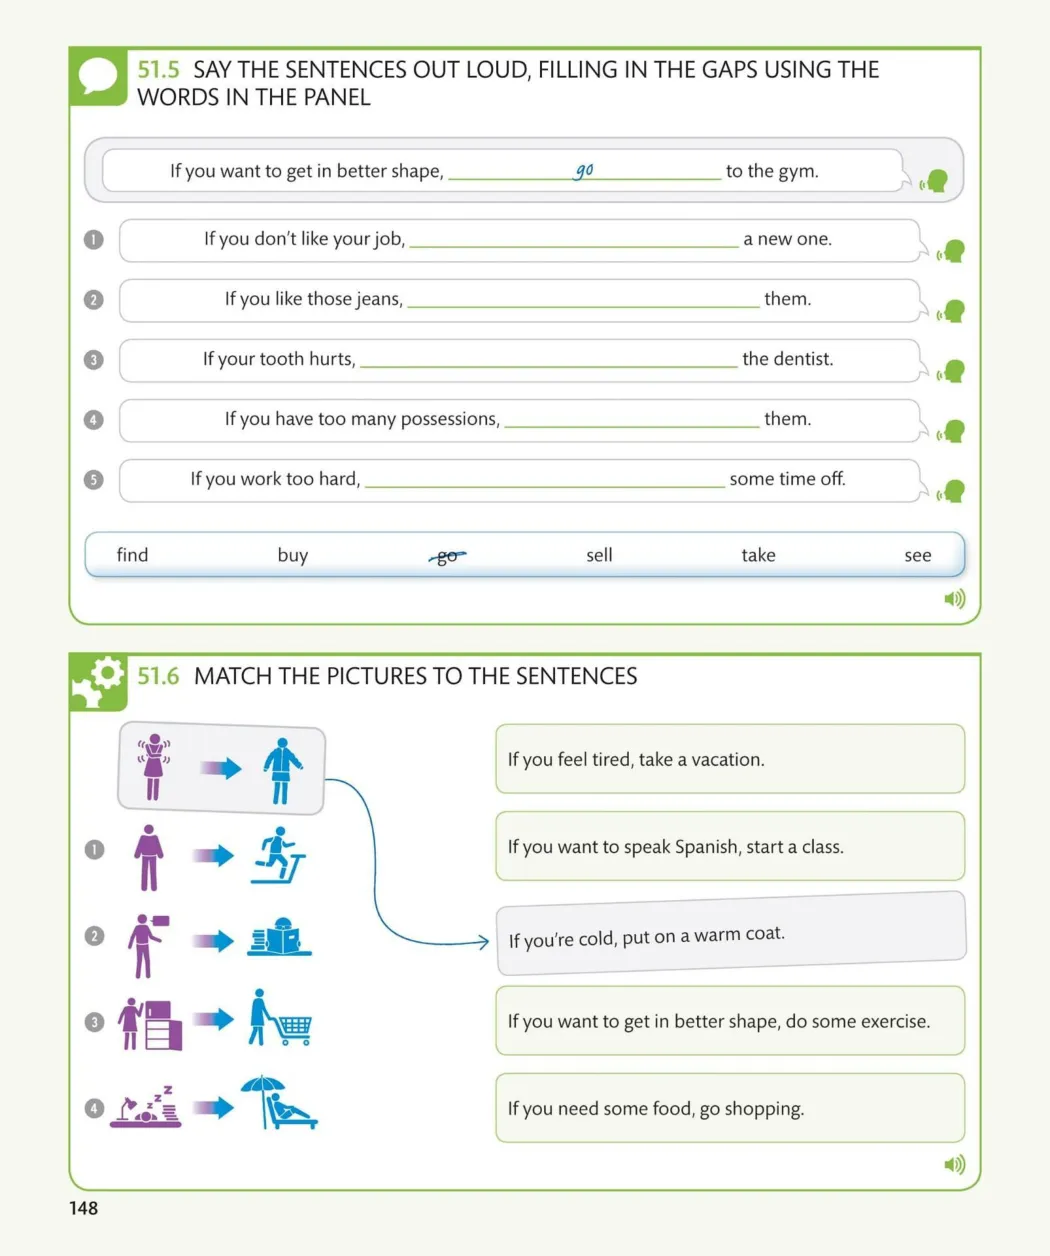 51.5 SAY THE SENTENCES OUT LOUD, FILLING IN THE GAPS USING THE
WORDS IN THE PANEL
If you want to get in better shape, go to the gym.
1 If you don't like your job, a new one.
2 If you like those jeans, them.
3 If your tooth hurts, the dentist.
4 If you have too many possessions, them.
5 If you work too hard, some time off.
find buy go sell take see
51.6 MATCH THE PICTURES TO THE SENTENCES
If you feel tired, take a vacation.
1 If you want to speak Spanish, start a class.
2 If you're cold, put on a warm coat.
3 If you want to get in better shape, do some exercise.
4 z z Z If you need some food, go shopping.
148